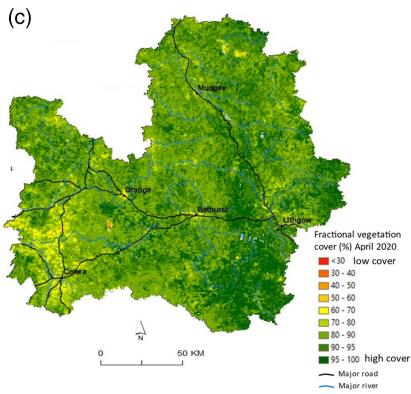 (c)
Mudgee
Orange
Bathurst
Lithgow
Cowra
Fractional vegetation
cover (%) April 2020
<30 low cover
30 - 40
40 - 50
50 - 60
60 - 70
70 - 80
80 - 90
90 - 95
95 - 100 high cover
Major road
Major river
N
0 50 KM